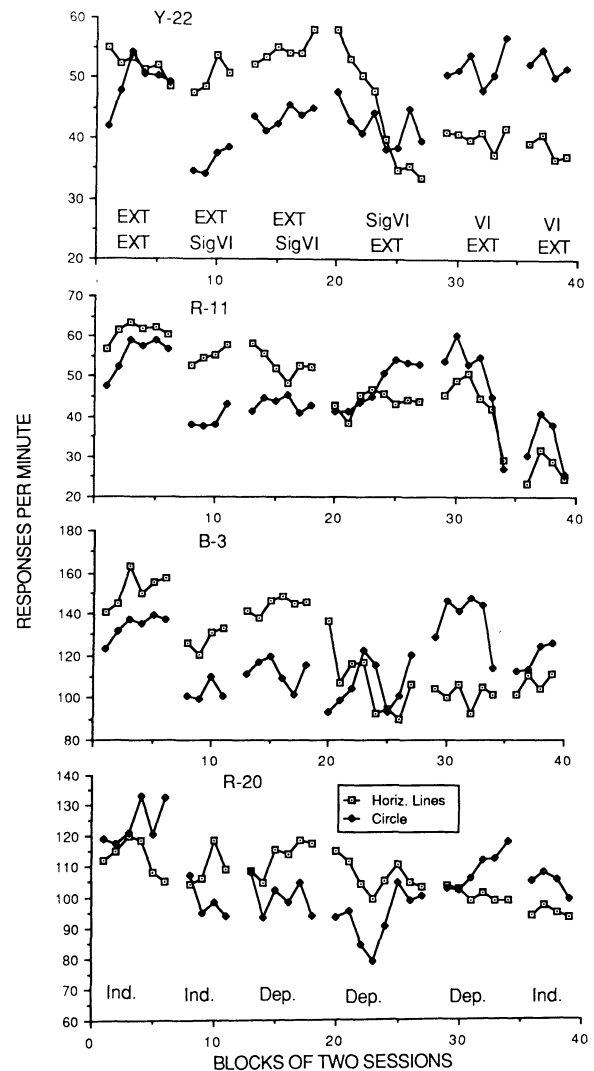 Y-22
60
50
40
30
20
EXT EXT EXT SigVI VI VI
EXT SigVI SigVI EXT EXT EXT
10 20 30 40
R-11
70
60
50
40
30
20
10 20 30 40
RESPONSES PER MINUTE
B-3
180
160
140
120
100
80
10 20 30 40
R-20
140
130
120
110
100
90
80
70
60
Horiz. Lines
Circle
Ind. Ind. Dep. Dep. Dep. Ind.
0 10 20 30 40
BLOCKS OF TWO SESSIONS